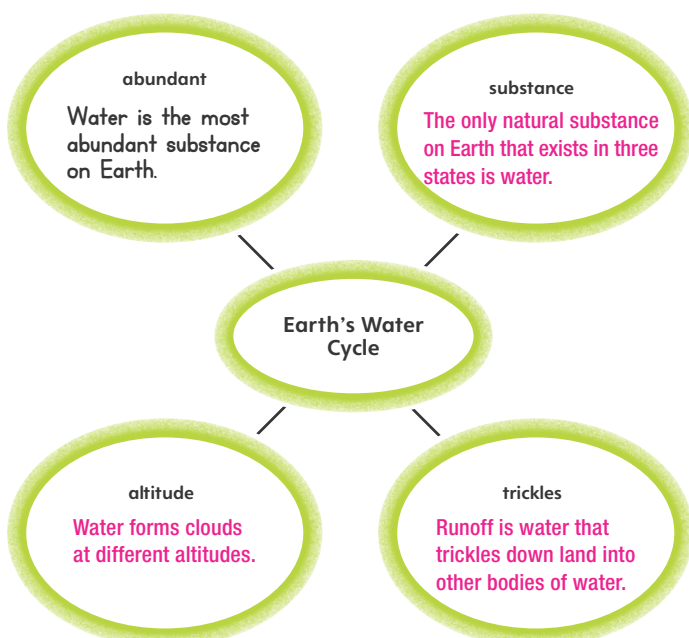 abundant
Water is the most
abundant substance
on Earth.
substance
The only natural substance
on Earth that exists in three
states is water.
Earth's Water
Cycle
altitude
Water forms clouds
at different altitudes.
trickles
Runoff is water that
trickles down land into
other bodies of water.